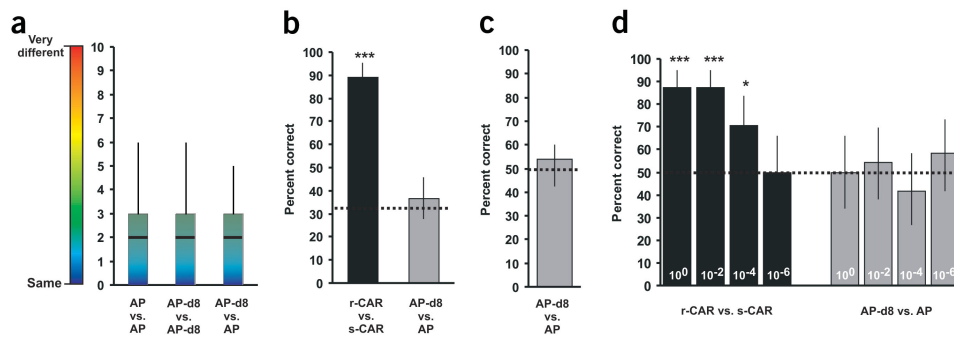 a
Very
different
Same
10
9
8
7
6
5
4
3
2
1
0
AP
vs.
AP
AP-d8
vs.
AP-d8
AP-d8
vs.
AP
b
Percent correct
100
90
80
70
60
50
40
30
20
10
0
***
r-CAR
vs.
s-CAR
AP-d8
vs.
AP
c
Percent correct
100
90
80
70
60
50
40
30
20
10
0
AP-d8
vs.
AP
d
Percent correct
100
90
80
70
60
50
40
30
20
10
0
*** *** *
10⁰ 10⁻² 10⁻⁴ 10⁻⁶
10⁰ 10⁻² 10⁻⁴ 10⁻⁶
r-CAR vs. s-CAR
AP-d8 vs. AP